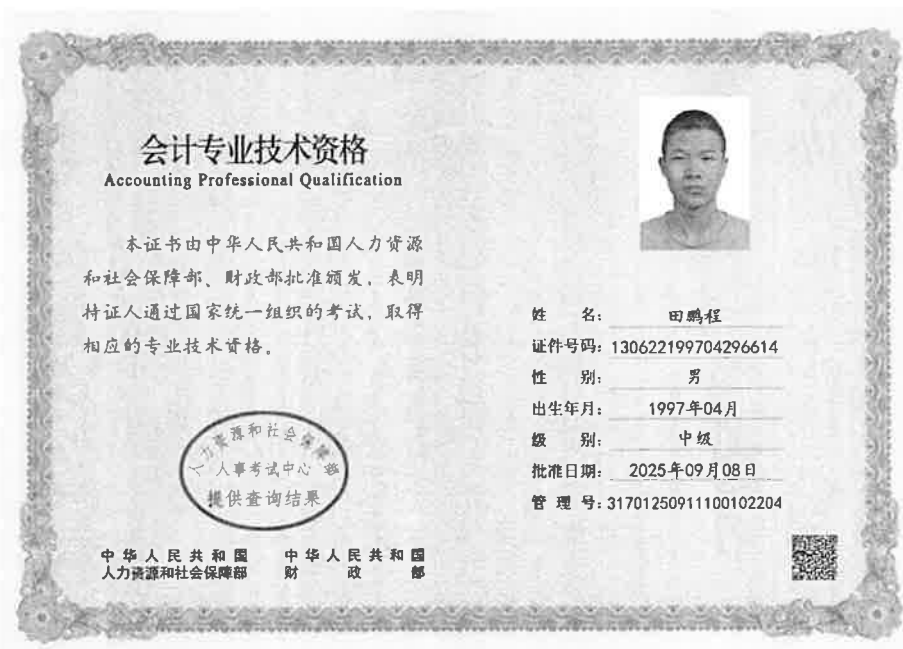 会计专业技术资格
Accounting Professional Qualification
本证书由中华人民共和国人力资源
和社会保障部、财政部批准颁发，表明
持证人通过国家统一组织的考试，取得
相应的专业技术资格。
人力资源和社会保障部
人事考试中心
提供查询结果
中华人民共和国
人力资源和社会保障部
中华人民共和国
财政部
姓名：田鹏程
证件号码：130622199704296614
性别：男
出生年月：1997年04月
级别：中级
批准日期：2025年09月08日
管理号：31701250911100102204